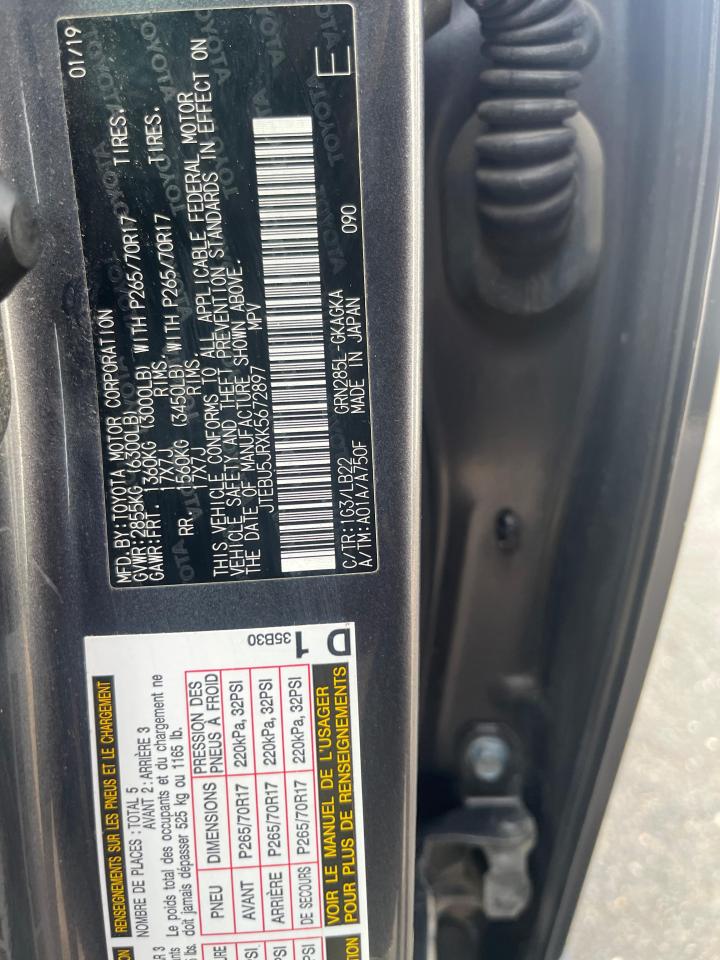 MFD.BY:TOYOTA MOTOR CORPORATION 01/19
GVWR:2855KG (6300LB)
GAWR:FRT. 1360KG (3000LB) WITH P265/70R17 TIRES.
17X7J RIMS.
RR. 1560KG (3450LB) WITH P265/70R17 TIRES.
17X7J RIMS.
THIS VEHICLE CONFORMS TO ALL APPLICABLE FEDERAL MOTOR
VEHICLE SAFETY AND THEFT PREVENTION STANDARDS IN EFFECT ON
THE DATE OF MANUFACTURE SHOWN ABOVE.
JTEBU5JRXK5672897 MPV
C/TR:1G3/LB22 GRN285L-GKAGKA 090
A/TM:A01A/A750F MADE IN JAPAN E
RENSEIGNEMENTS SUR LES PNEUS ET LE CHARGEMENT
NOMBRE DE PLACES : TOTAL 5
AVANT 2 : ARRIÈRE 3
Le poids total des occupants et du chargement ne
doit jamais dépasser 525 kg ou 1165 lb.
PNEU DIMENSIONS PRESSION DES
PNEUS À FROID
AVANT P265/70R17 220kPa, 32PSI
ARRIÈRE P265/70R17 220kPa, 32PSI
DE SECOURS P265/70R17 220kPa, 32PSI
VOIR LE MANUEL DE L'USAGER
POUR PLUS DE RENSEIGNEMENTS
35B30
D1